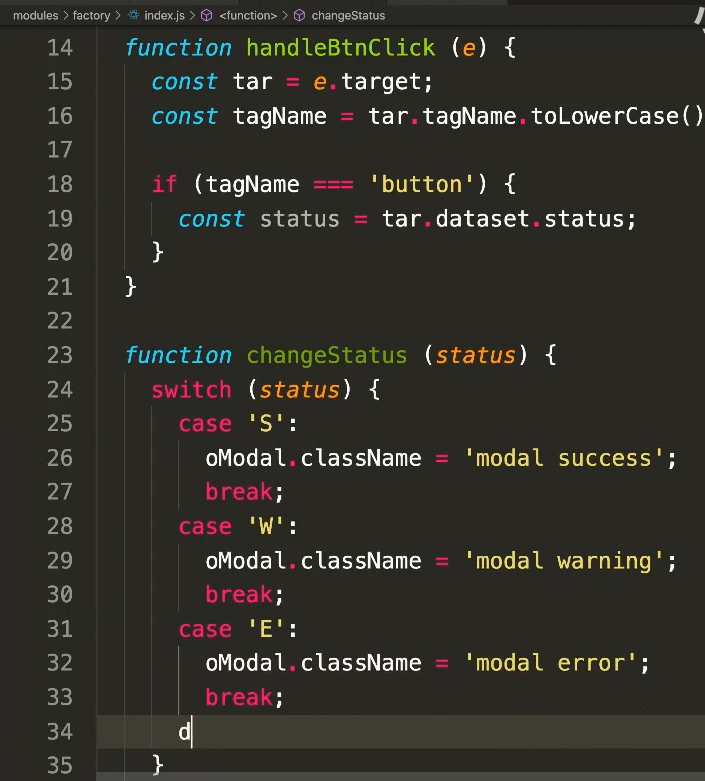 modules > factory > index.js > <function> > changeStatus
14 function handleBtnClick (e) {
15 const tar = e.target;
16 const tagName = tar.tagName.toLowerCase()
17
18 if (tagName === 'button') {
19 const status = tar.dataset.status;
20 }
21 }
22
23 function changeStatus (status) {
24 switch (status) {
25 case 'S':
26 oModal.className = 'modal success';
27 break;
28 case 'W':
29 oModal.className = 'modal warning';
30 break;
31 case 'E':
32 oModal.className = 'modal error';
33 break;
34 d
35 }